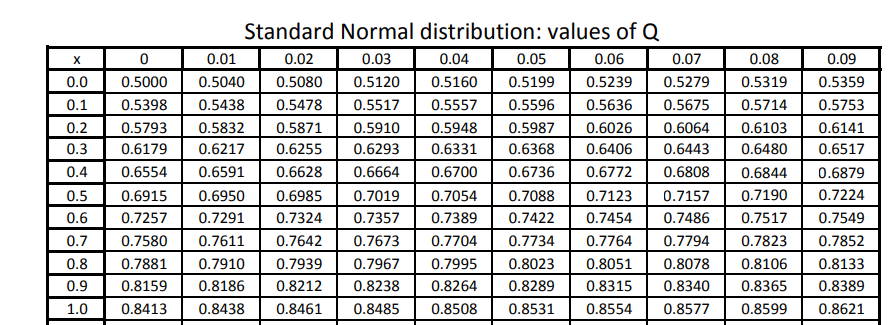 Standard Normal distribution: values of Q
x 0 0.01 0.02 0.03 0.04 0.05 0.06 0.07 0.08 0.09
0.0 0.5000 0.5040 0.5080 0.5120 0.5160 0.5199 0.5239 0.5279 0.5319 0.5359
0.1 0.5398 0.5438 0.5478 0.5517 0.5557 0.5596 0.5636 0.5675 0.5714 0.5753
0.2 0.5793 0.5832 0.5871 0.5910 0.5948 0.5987 0.6026 0.6064 0.6103 0.6141
0.3 0.6179 0.6217 0.6255 0.6293 0.6331 0.6368 0.6406 0.6443 0.6480 0.6517
0.4 0.6554 0.6591 0.6628 0.6664 0.6700 0.6736 0.6772 0.6808 0.6844 0.6879
0.5 0.6915 0.6950 0.6985 0.7019 0.7054 0.7088 0.7123 0.7157 0.7190 0.7224
0.6 0.7257 0.7291 0.7324 0.7357 0.7389 0.7422 0.7454 0.7486 0.7517 0.7549
0.7 0.7580 0.7611 0.7642 0.7673 0.7704 0.7734 0.7764 0.7794 0.7823 0.7852
0.8 0.7881 0.7910 0.7939 0.7967 0.7995 0.8023 0.8051 0.8078 0.8106 0.8133
0.9 0.8159 0.8186 0.8212 0.8238 0.8264 0.8289 0.8315 0.8340 0.8365 0.8389
1.0 0.8413 0.8438 0.8461 0.8485 0.8508 0.8531 0.8554 0.8577 0.8599 0.8621